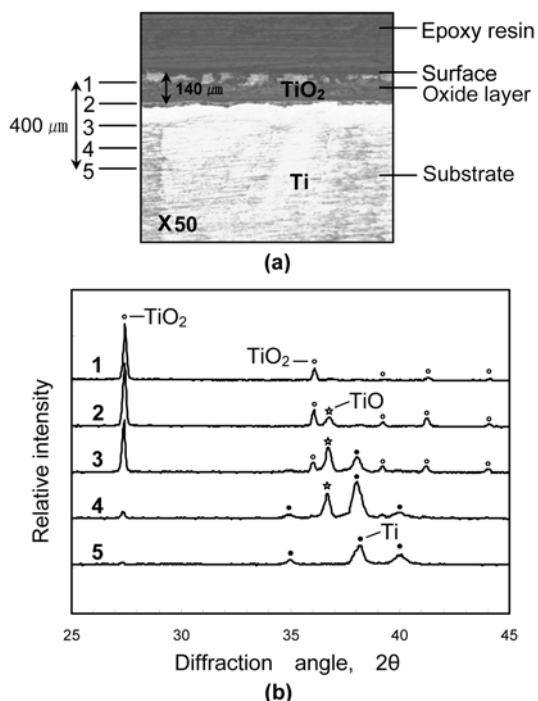 Epoxy resin
Surface
1
140 μm
TiO₂
Oxide layer
2
400 μm
3
4
5
Ti
Substrate
X50
(a)
TiO₂
1
TiO₂
2
TiO
3
4
5
Ti
Relative intensity
25 30 35 40 45
Diffraction angle, 2θ
(b)